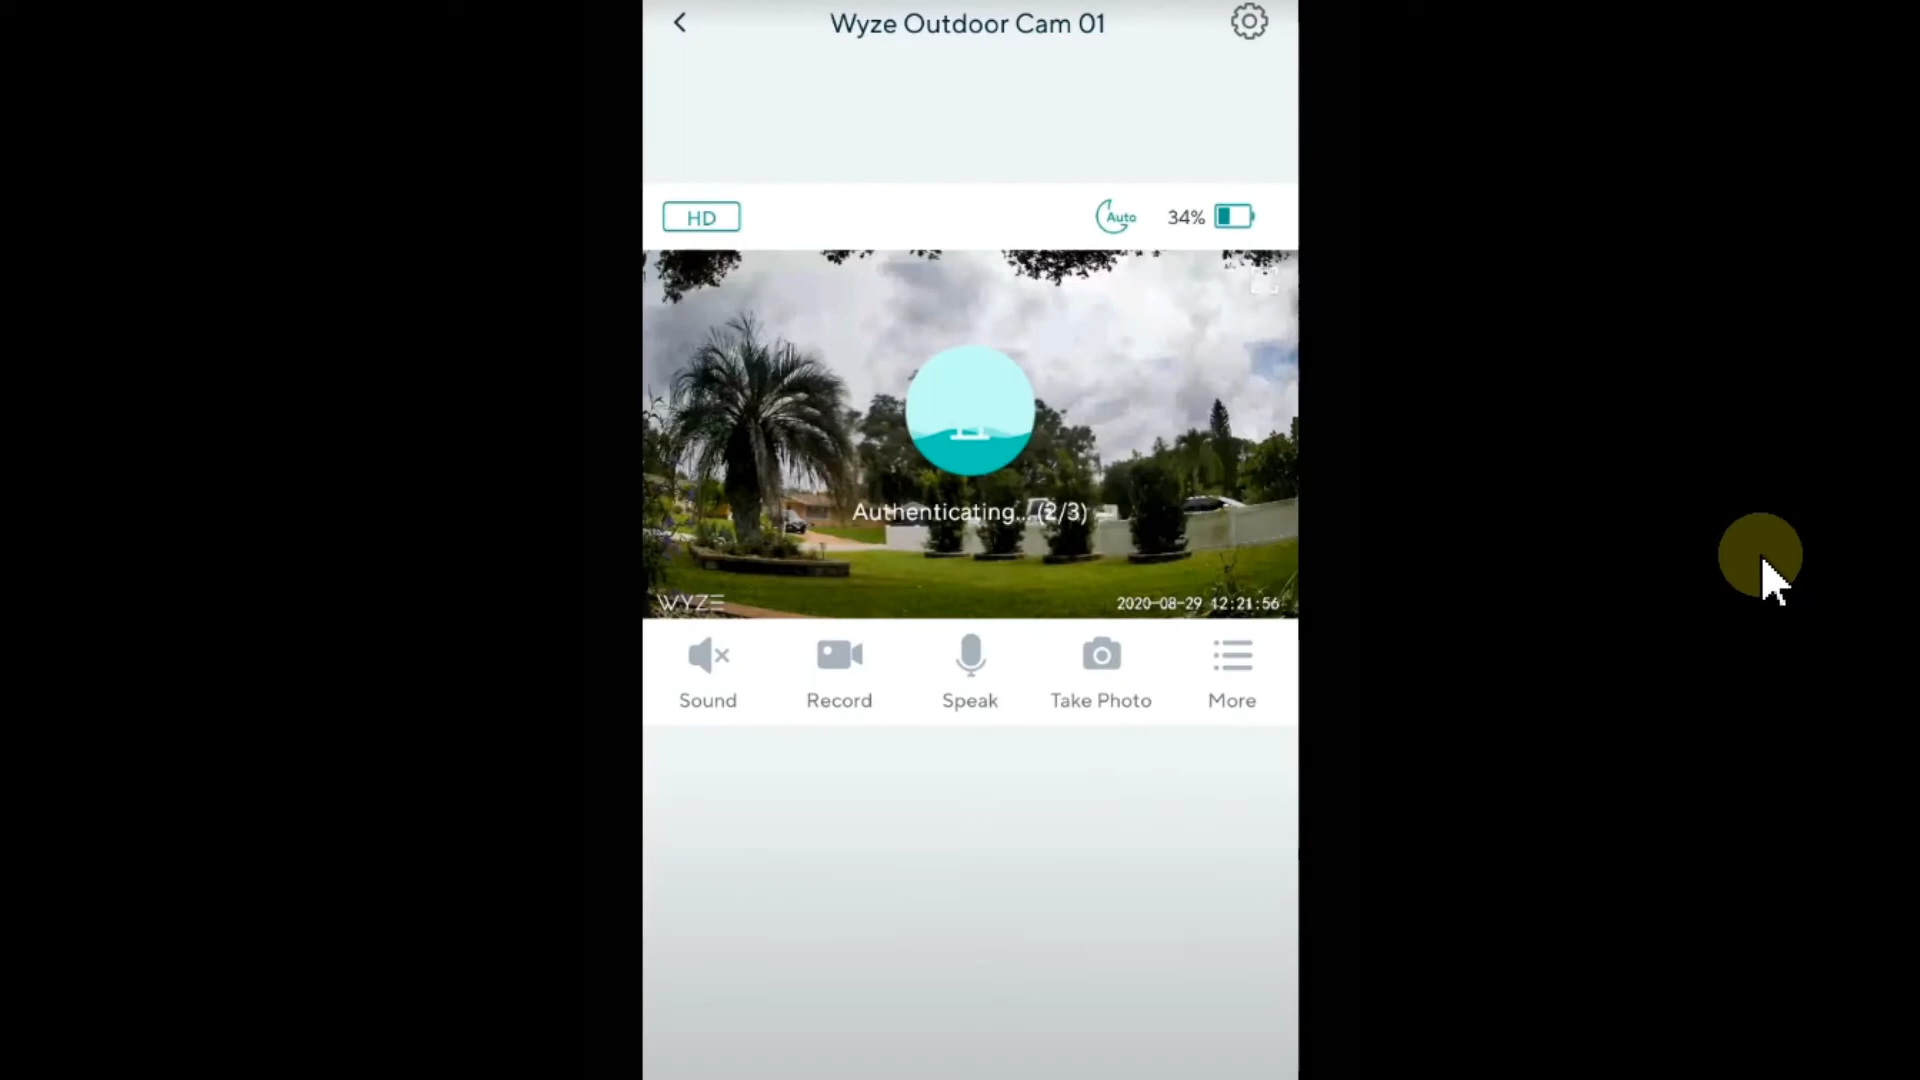 Wyze Outdoor Cam 01
HD
Auto
34%
Authenticating... (2/3)
WYZE
2020-08-29 12:21:56
Sound
Record
Speak
Take Photo
More